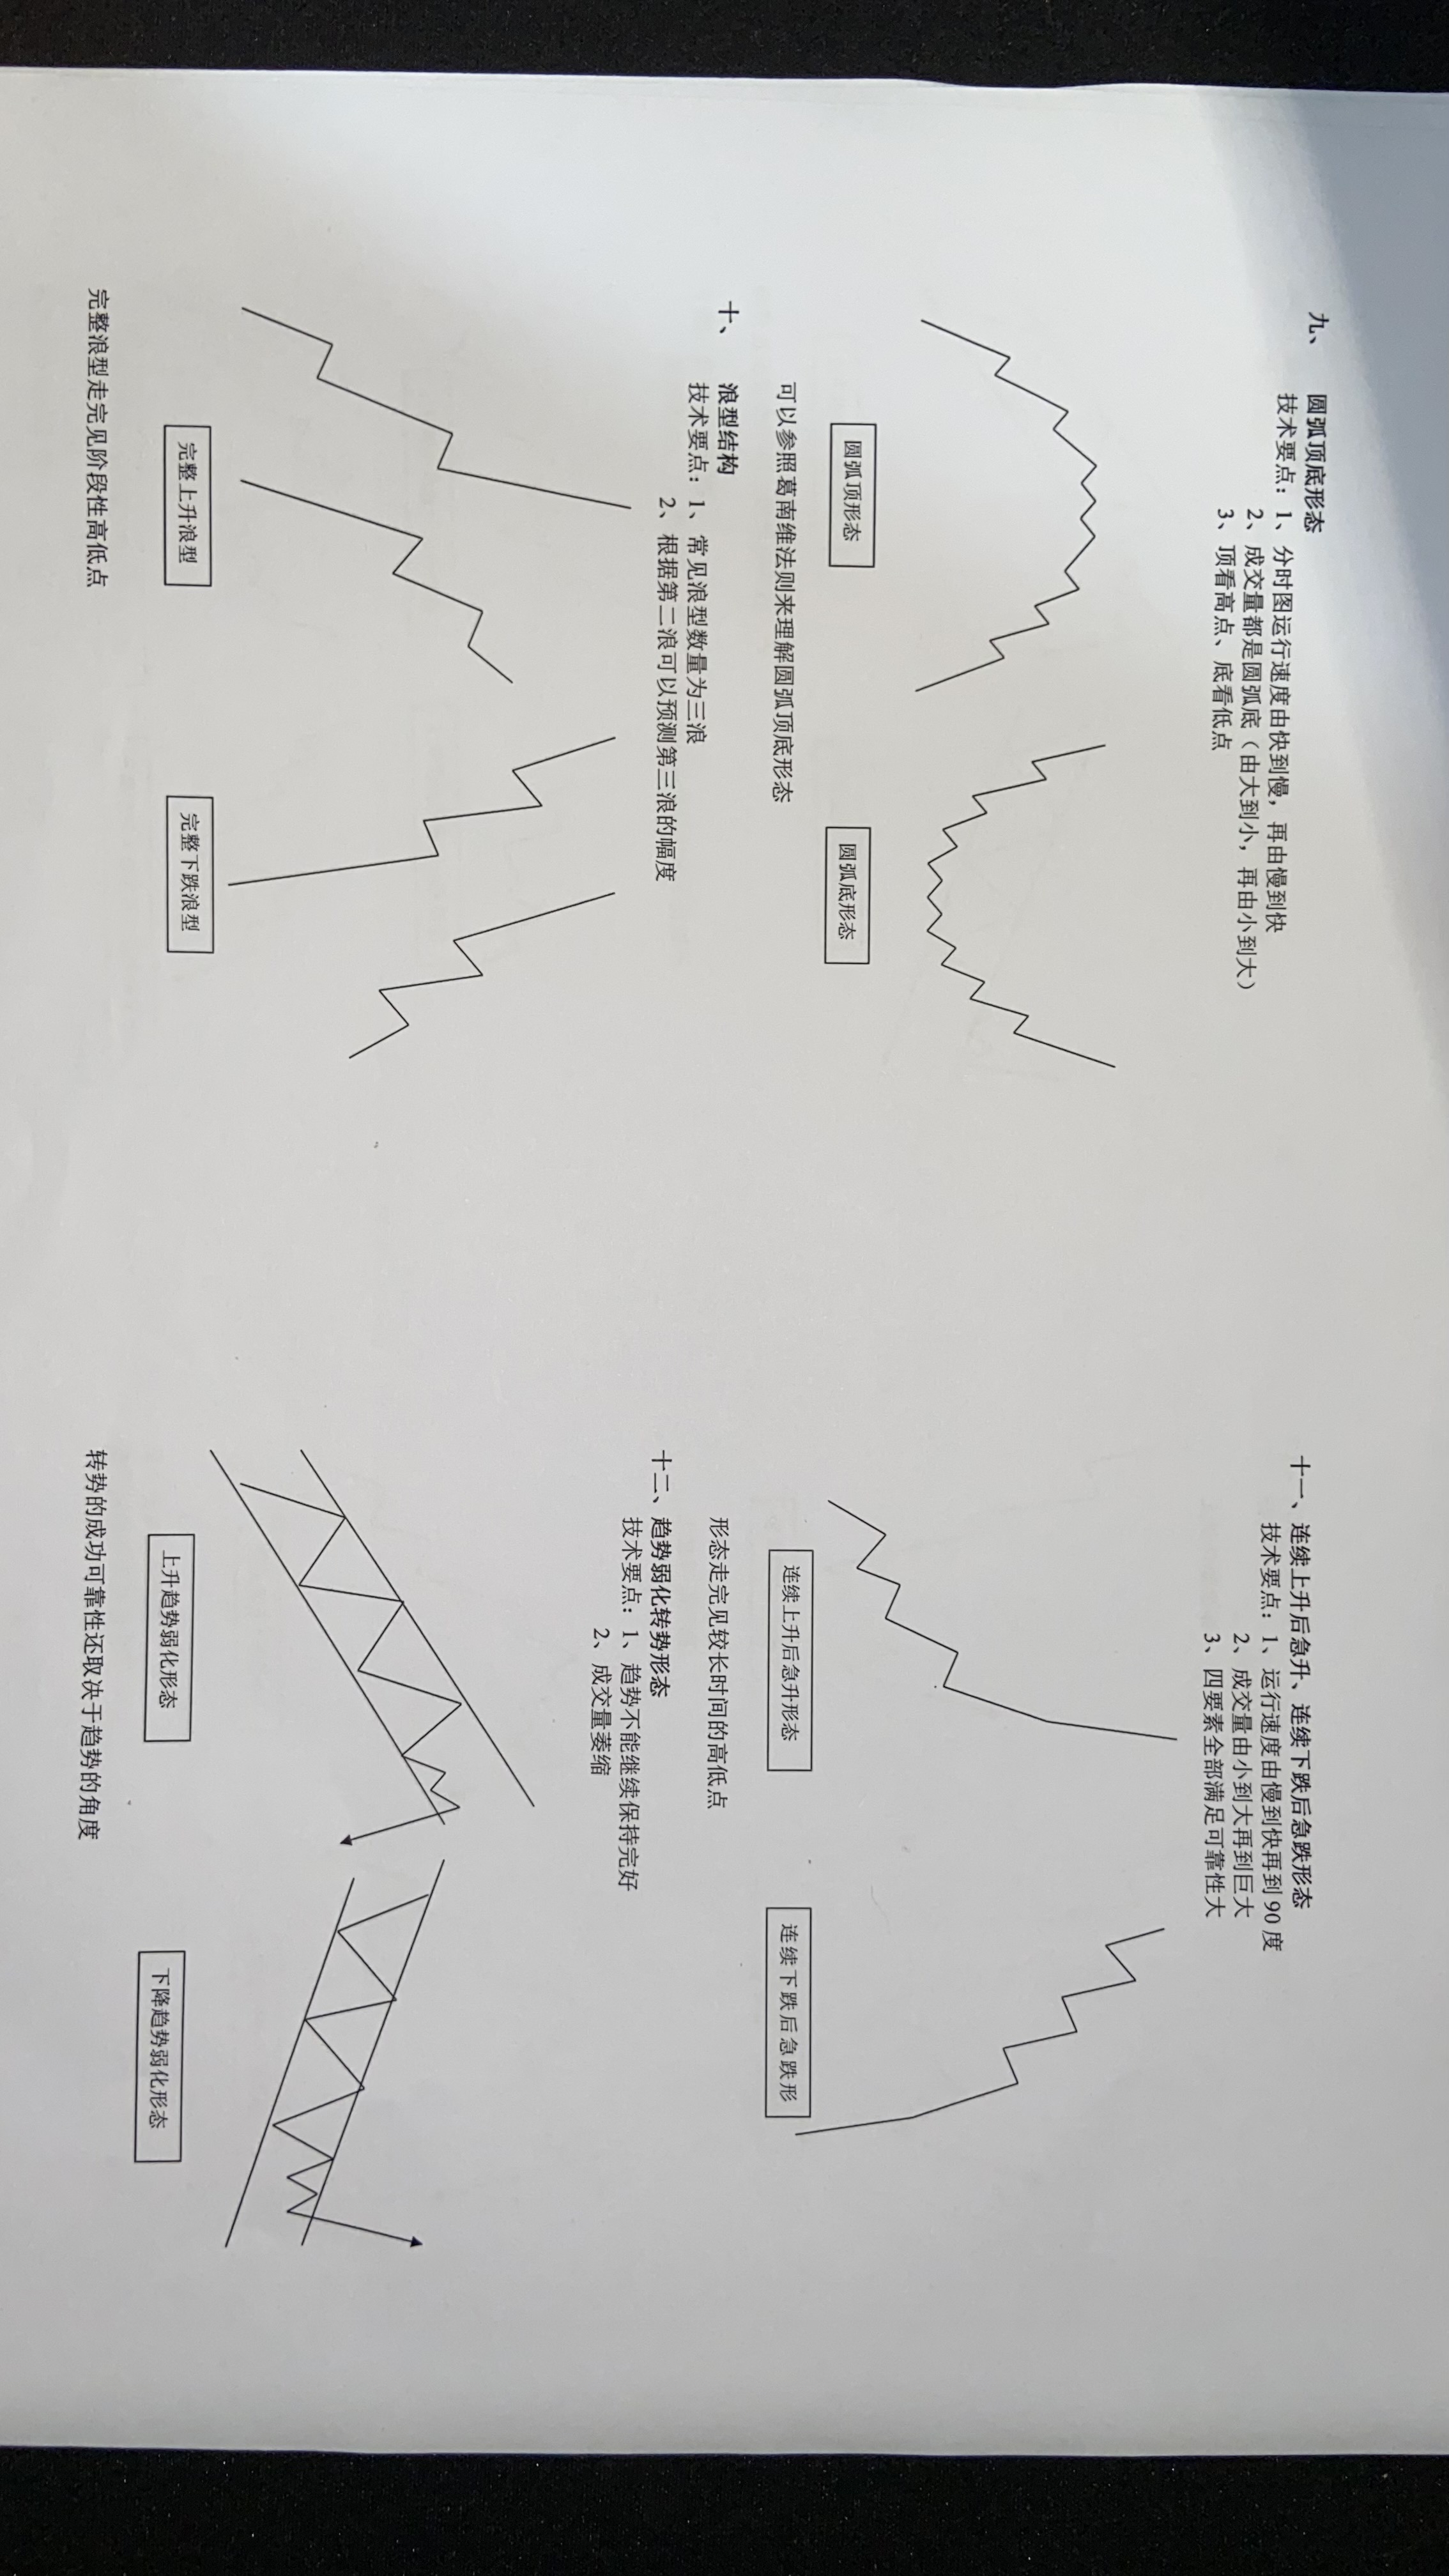 九、 圆弧顶底形态
技术要点：1、分时图运行速度由快到慢，再由慢到快
2、成交量都是圆弧底（由大到小，再由小到大）
3、顶看高点、底看低点
圆弧顶形态
圆弧底形态
可以参照葛南维法则来理解圆弧顶底形态
十、 浪型结构
技术要点：1、常见浪型数量为三浪
2、根据第二浪可以预测第三浪的幅度
完整上升浪型
完整下跌浪型
完整浪型走完见阶段性高低点
十一、连续上升后急升、连续下跌后急跌形态
技术要点：1、运行速度由慢到快再到 90 度
2、成交量由小到大再到巨大
3、四要素全部满足可靠性大
连续上升后急升形态
连续下跌后急跌形
形态走完见较长时间的高低点
十二、趋势弱化转势形态
技术要点：1、趋势不能继续保持完好
2、成交量萎缩
上升趋势弱化形态
下降趋势弱化形态
转势的成功可靠性还取决于趋势的角度